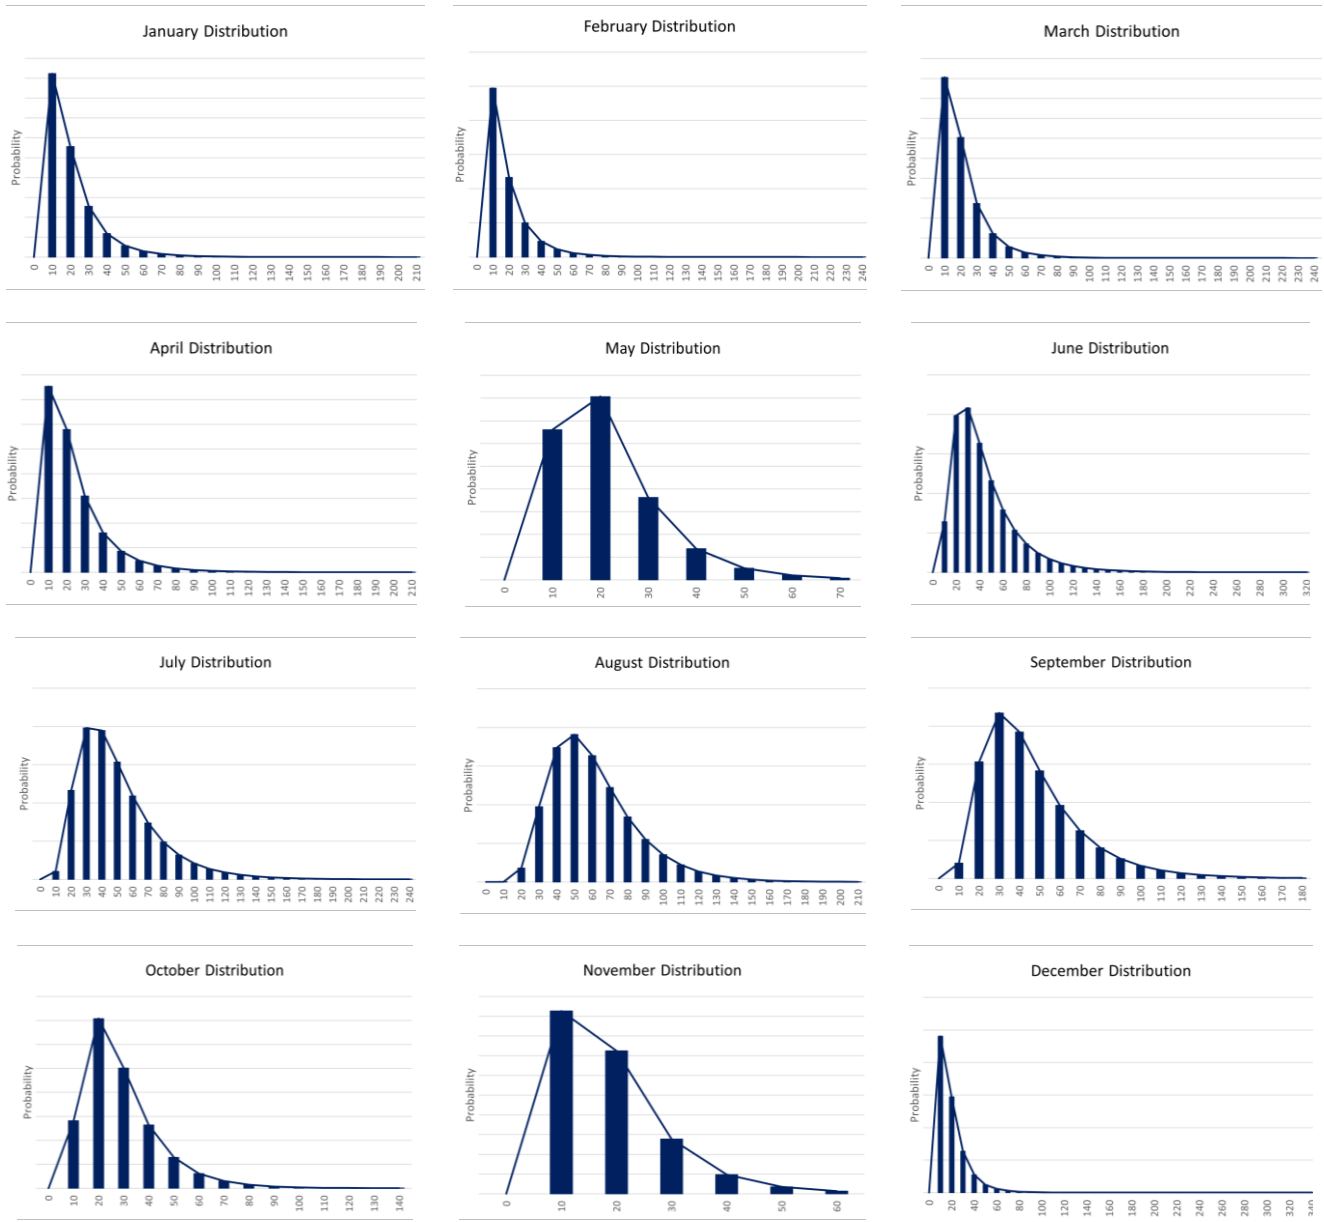 January Distribution
Probability
0 10 20 30 40 50 60 70 80 90 100 110 120 130 140 150 160 170 180 190 200 210
February Distribution
Probability
0 10 20 30 40 50 60 70 80 90 100 110 120 130 140 150 160 170 180 190 200 210 220 230 240
March Distribution
Probability
0 10 20 30 40 50 60 70 80 90 100 110 120 130 140 150 160 170 180 190 200 210 220 230 240
April Distribution
Probability
0 10 20 30 40 50 60 70 80 90 100 110 120 130 140 150 160 170 180 190 200 210
May Distribution
Probability
0 10 20 30 40 50 60 70
June Distribution
Probability
0 20 40 60 80 100 120 140 160 180 200 220 240 260 280 300 320
July Distribution
Probability
0 10 20 30 40 50 60 70 80 90 100 110 120 130 140 150 160 170 180 190 200 210 220 230 240
August Distribution
Probability
0 10 20 30 40 50 60 70 80 90 100 110 120 130 140 150 160 170 180 190 200 210
September Distribution
Probability
0 10 20 30 40 50 60 70 80 90 100 110 120 130 140 150 160 170 180
October Distribution
Probability
0 10 20 30 40 50 60 70 80 90 100 110 120 130 140
November Distribution
Probability
0 10 20 30 40 50 60
December Distribution
Probability
0 20 40 60 80 100 120 140 160 180 200 220 240 260 280 300 320